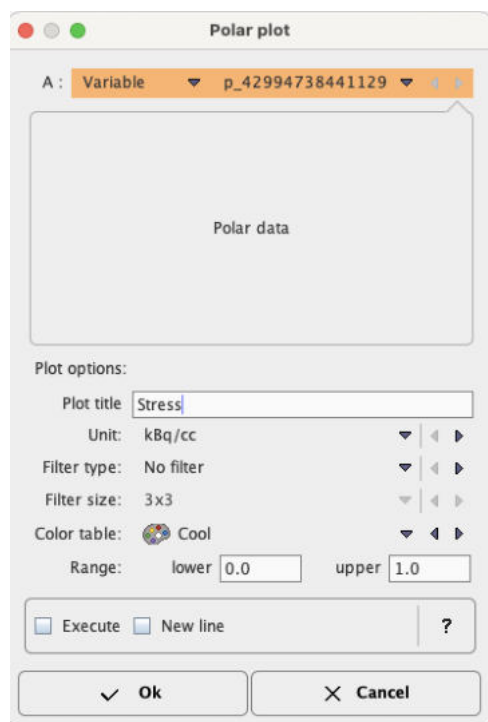 Polar plot
A : Variable p_42994738441129
Polar data
Plot options:
Plot title Stress
Unit: kBq/cc
Filter type: No filter
Filter size: 3x3
Color table: Cool
Range: lower 0.0 upper 1.0
Execute New line ?
Ok Cancel